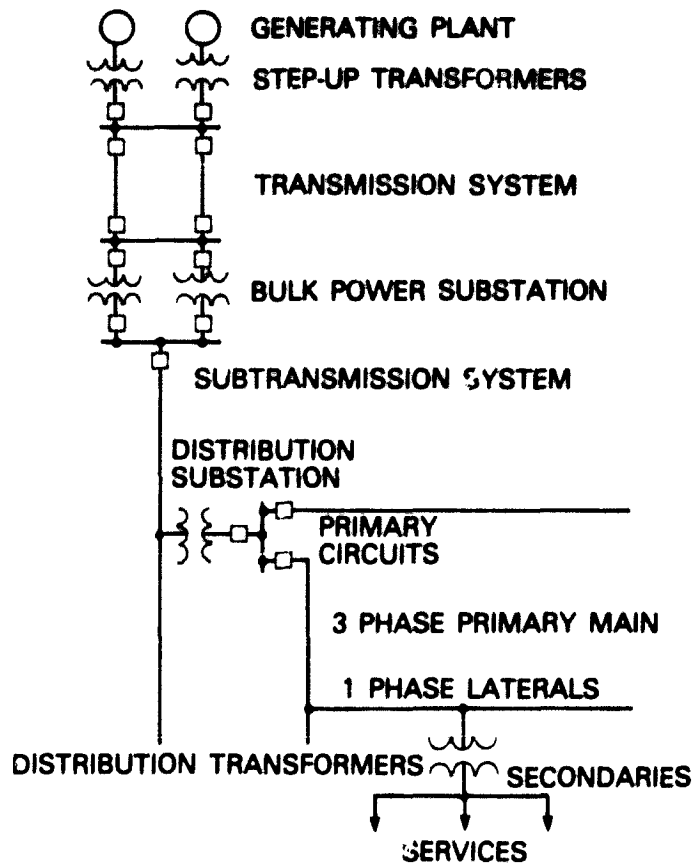 GENERATING PLANT
STEP-UP TRANSFORMERS
TRANSMISSION SYSTEM
BULK POWER SUBSTATION
SUBTRANSMISSION SYSTEM
DISTRIBUTION
SUBSTATION
PRIMARY
CIRCUITS
3 PHASE PRIMARY MAIN
1 PHASE LATERALS
DISTRIBUTION TRANSFORMERS
SECONDARIES
SERVICES